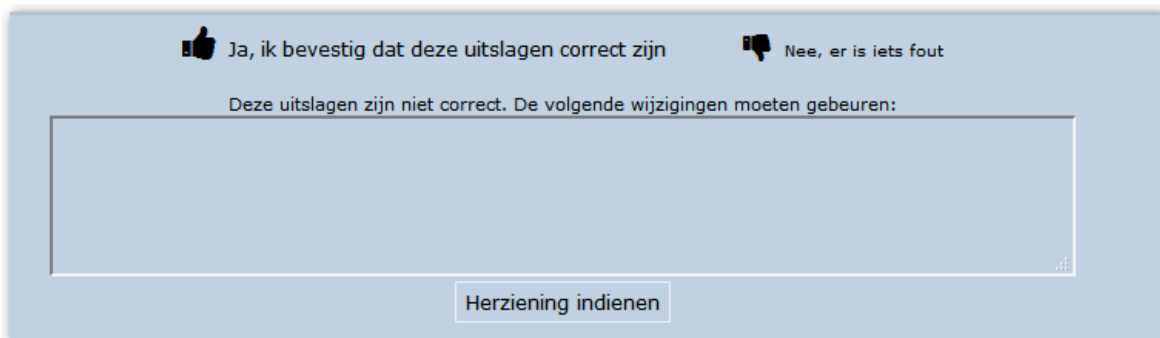 Ja, ik bevestig dat deze uitslagen correct zijn
Nee, er is iets fout
Deze uitslagen zijn niet correct. De volgende wijzigingen moeten gebeuren:
Herziening indienen